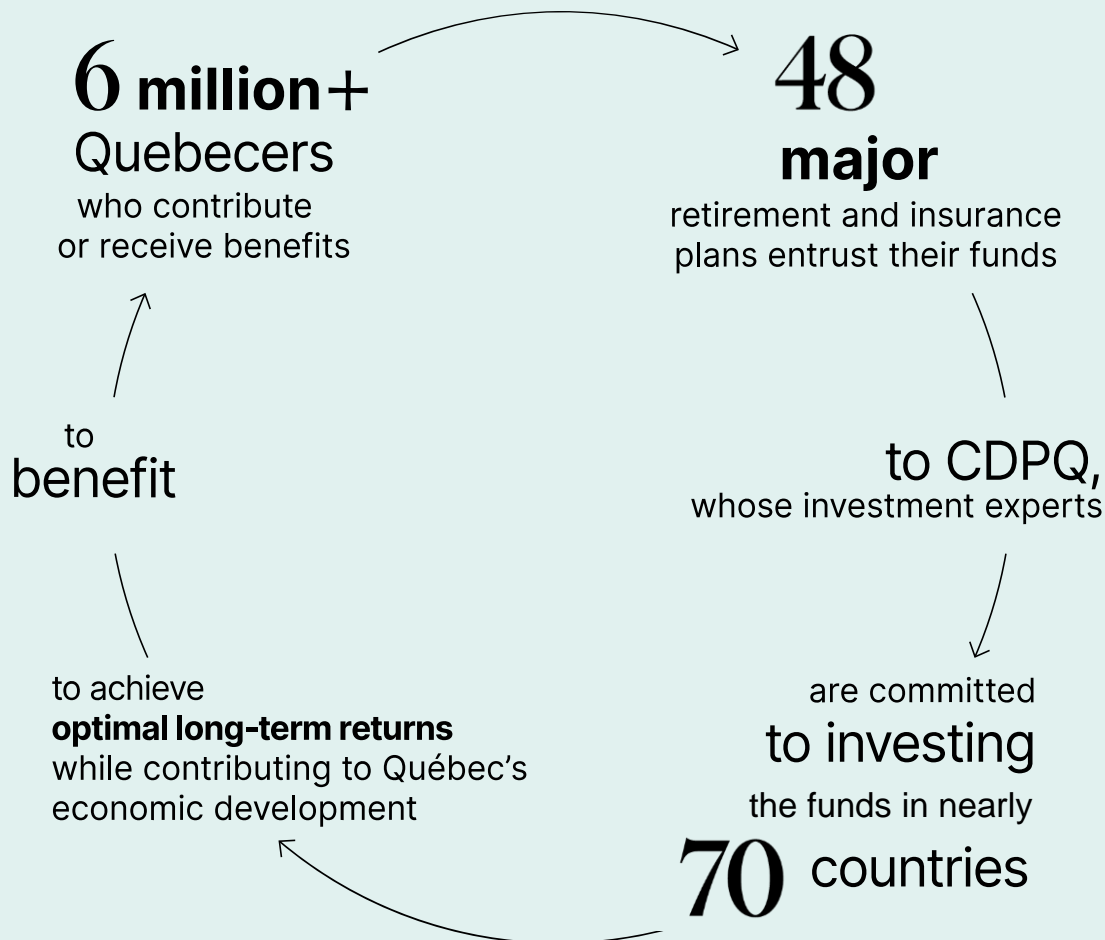 6 million+
Quebecers
who contribute
or receive benefits
48
major
retirement and insurance
plans entrust their funds
to CDPQ,
whose investment experts
are committed
to investing
the funds in nearly
70 countries
to achieve
optimal long-term returns
while contributing to Québec’s
economic development
to
benefit